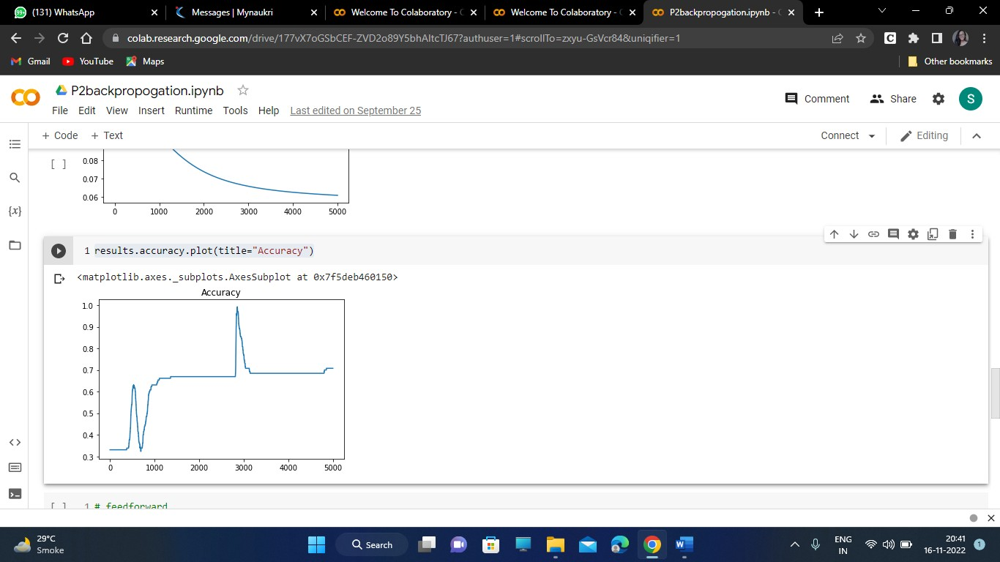 (131) WhatsApp
Messages | Mynaukri
Welcome To Colaboratory - C
Welcome To Colaboratory - C
P2backpropogation.ipynb - C
colab.research.google.com/drive/177vX7oGSbCEF-ZVD2o89Y5bhAltcTJ67?authuser=1#scrollTo=zxyu-GsVcr84&uniqifier=1
Gmail
YouTube
Maps
Other bookmarks
P2backpropogation.ipynb
Comment
Share
S
File Edit View Insert Runtime Tools Help Last edited on September 25
+ Code + Text
Connect
Editing
[ ]
0.08
0.07
0.06
0 1000 2000 3000 4000 5000
1 results.accuracy.plot(title="Accuracy")
<matplotlib.axes._subplots.AxesSubplot at 0x7f5deb460150>
Accuracy
1.0
0.9
0.8
0.7
0.6
0.5
0.4
0.3
0 1000 2000 3000 4000 5000
[ ] 1 # feedforward
29°C
Smoke
Search
ENG
IN
20:41
16-11-2022
1